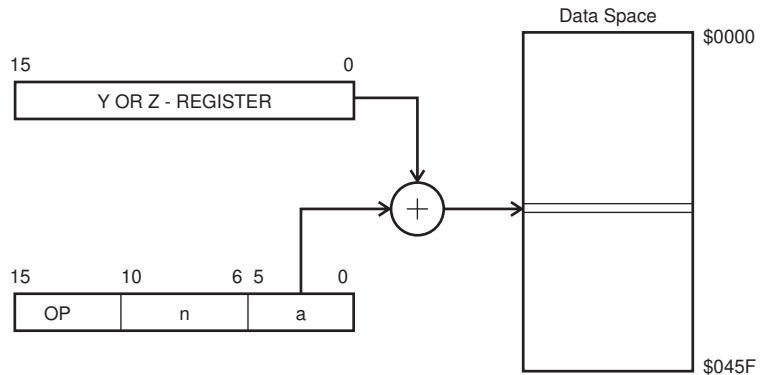 Data Space
$0000
15 0
Y OR Z - REGISTER
+
15 10 6 5 0
OP n a
$045F